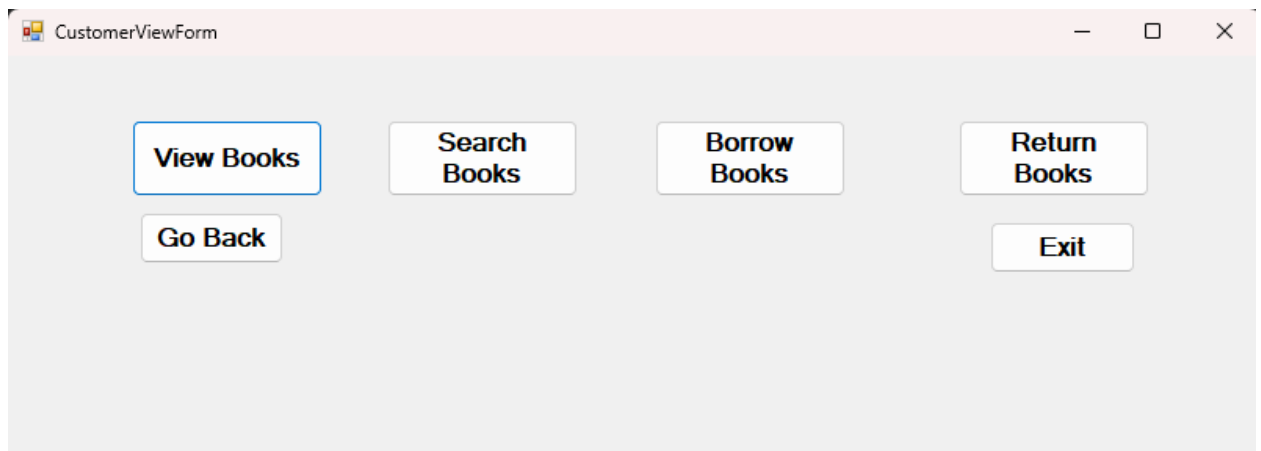 CustomerViewForm
View Books
Search
Books
Borrow
Books
Return
Books
Go Back
Exit